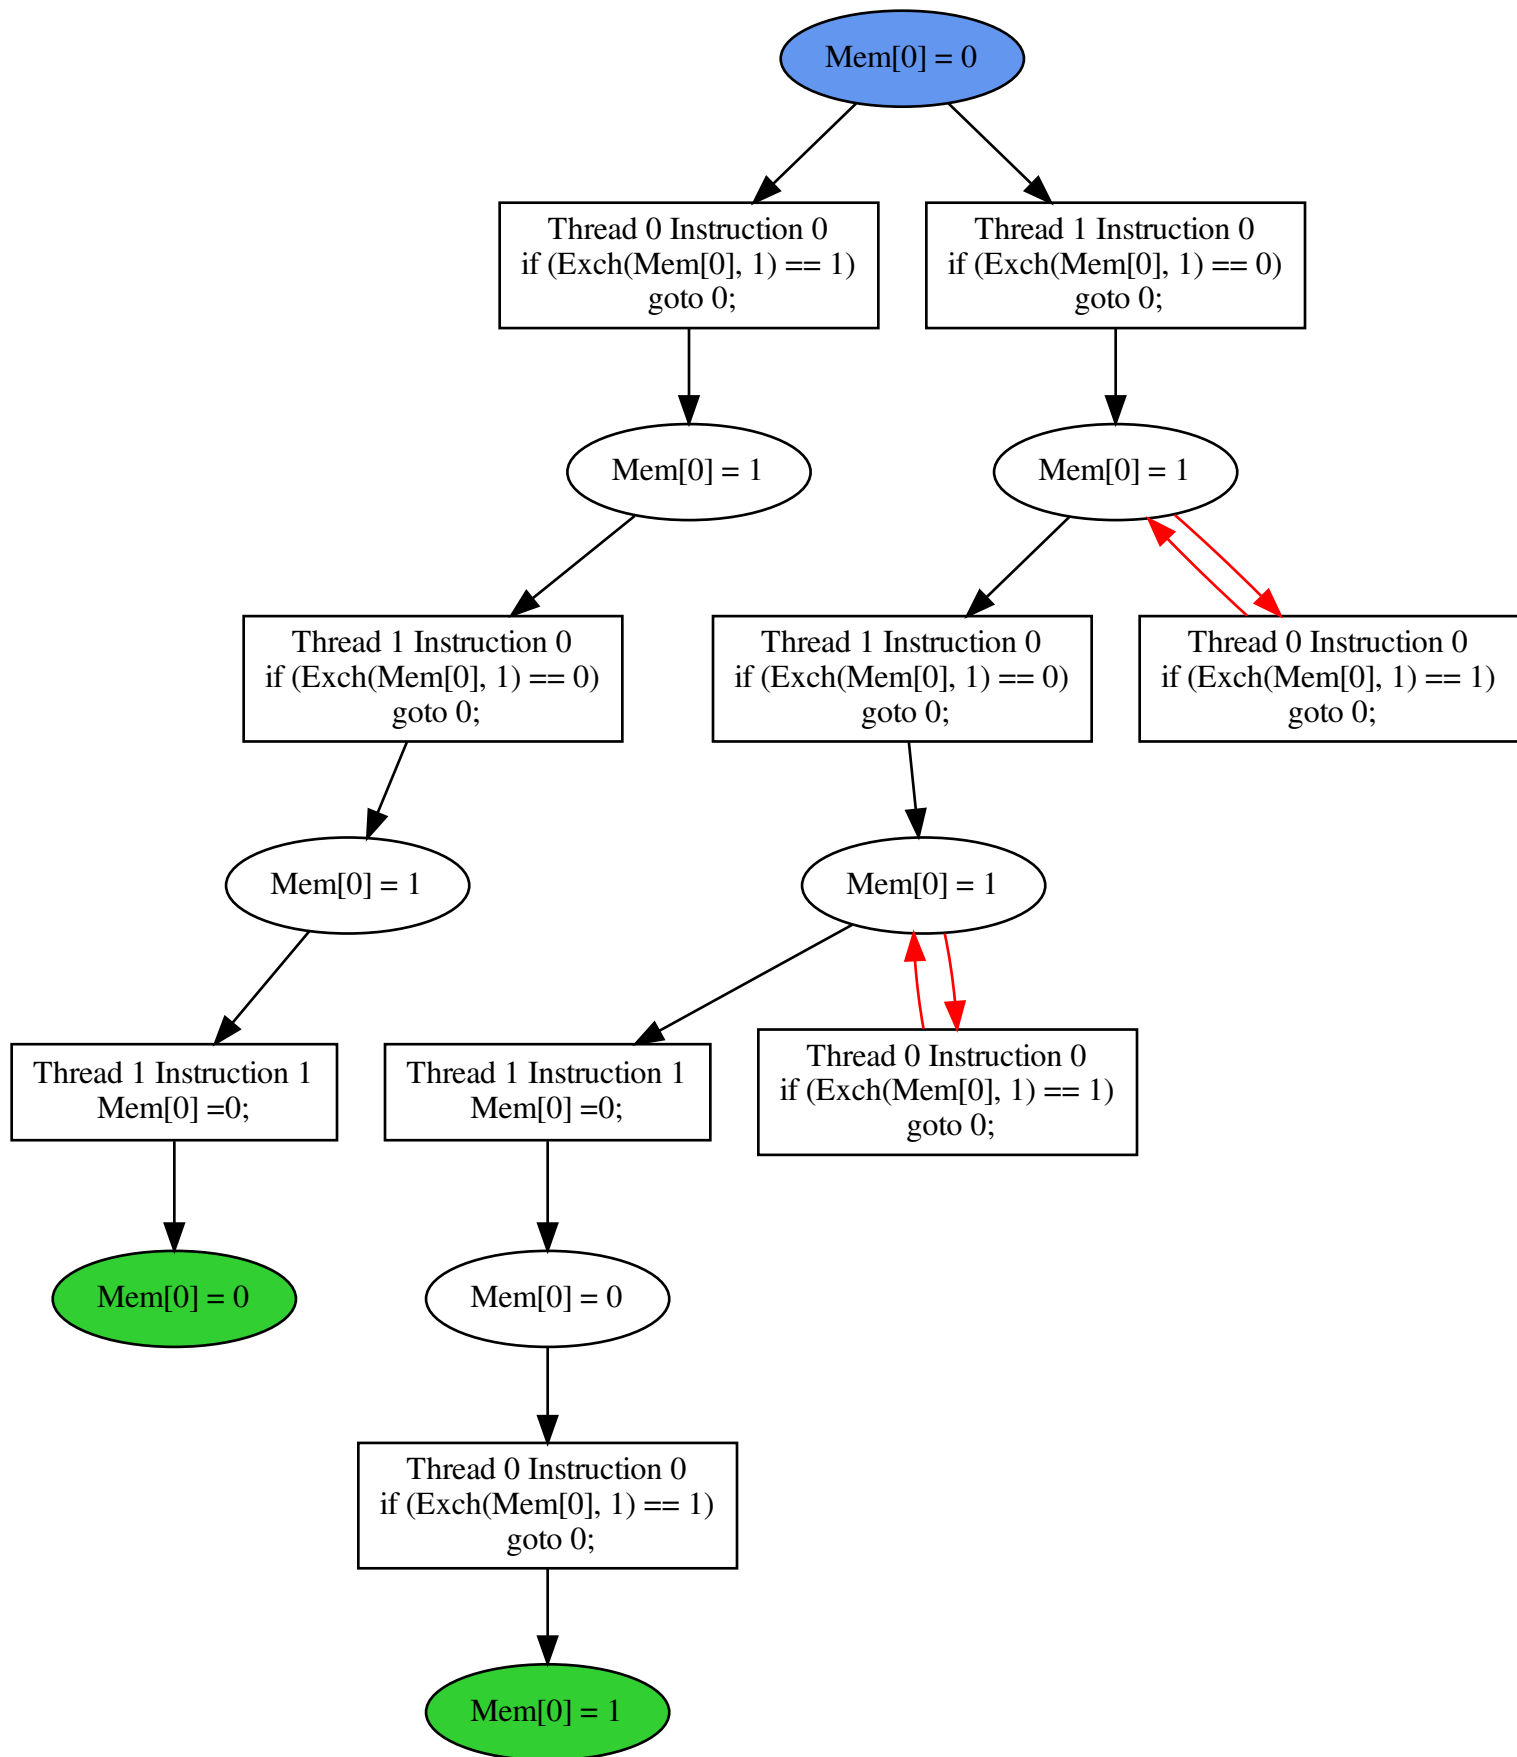 Mem[0] = 0
Thread 0 Instruction 0
if (Exch(Mem[0], 1) == 1)
goto 0;
Thread 1 Instruction 0
if (Exch(Mem[0], 1) == 0)
goto 0;
Mem[0] = 1
Mem[0] = 1
Thread 1 Instruction 0
if (Exch(Mem[0], 1) == 0)
goto 0;
Thread 1 Instruction 0
if (Exch(Mem[0], 1) == 0)
goto 0;
Thread 0 Instruction 0
if (Exch(Mem[0], 1) == 1)
goto 0;
Mem[0] = 1
Mem[0] = 1
Thread 1 Instruction 1
Mem[0] =0;
Thread 1 Instruction 1
Mem[0] =0;
Thread 0 Instruction 0
if (Exch(Mem[0], 1) == 1)
goto 0;
Mem[0] = 0
Mem[0] = 0
Thread 0 Instruction 0
if (Exch(Mem[0], 1) == 1)
goto 0;
Mem[0] = 1